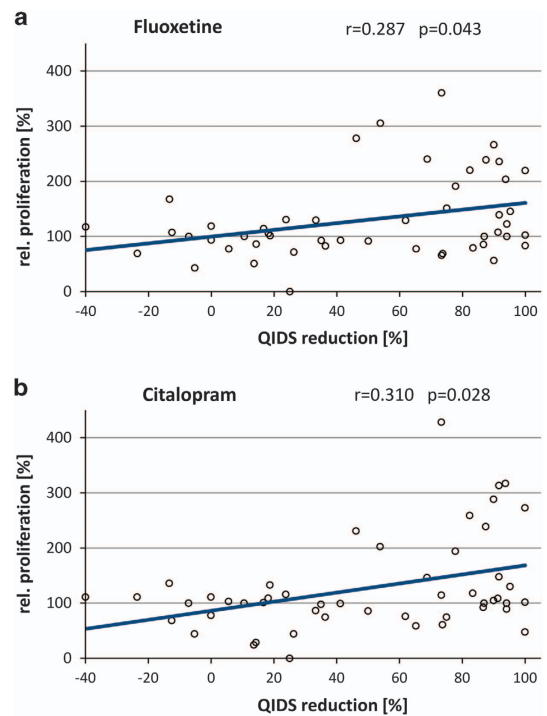 a
Fluoxetine
r=0.287 p=0.043
rel. proliferation [%]
400
300
200
100
0
-40 -20 0 20 40 60 80 100
QIDS reduction [%]
b
Citalopram
r=0.310 p=0.028
rel. proliferation [%]
400
300
200
100
0
-40 -20 0 20 40 60 80 100
QIDS reduction [%]